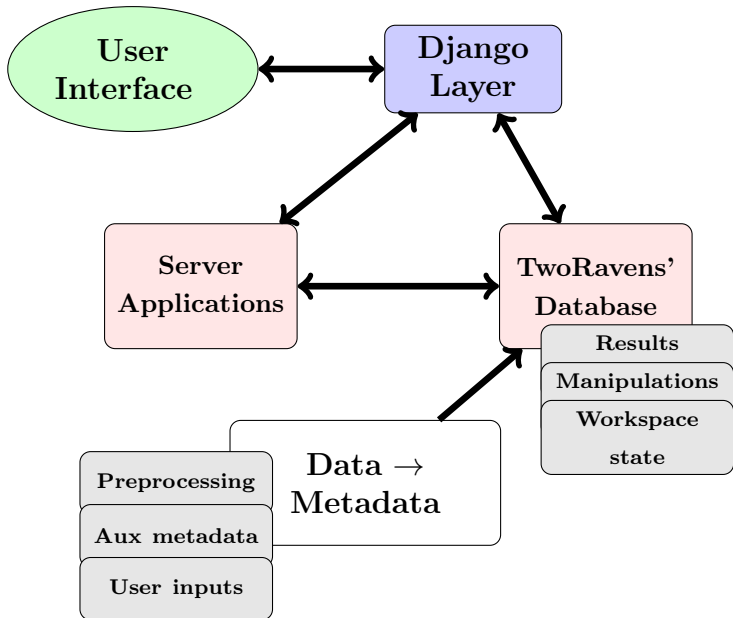 User
Interface
Django
Layer
Server
Applications
TwoRavens'
Database
Results
Manipulations
Workspace
state
Data →
Metadata
Preprocessing
Aux metadata
User inputs